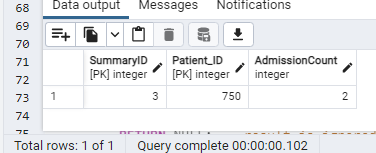 68
69
70
71
72
73
74
Data output Messages Notifications
SummaryID Patient_ID AdmissionCount
[PK] integer [PK] integer integer
1 3 750 2
Total rows: 1 of 1 Query complete 00:00:00.102